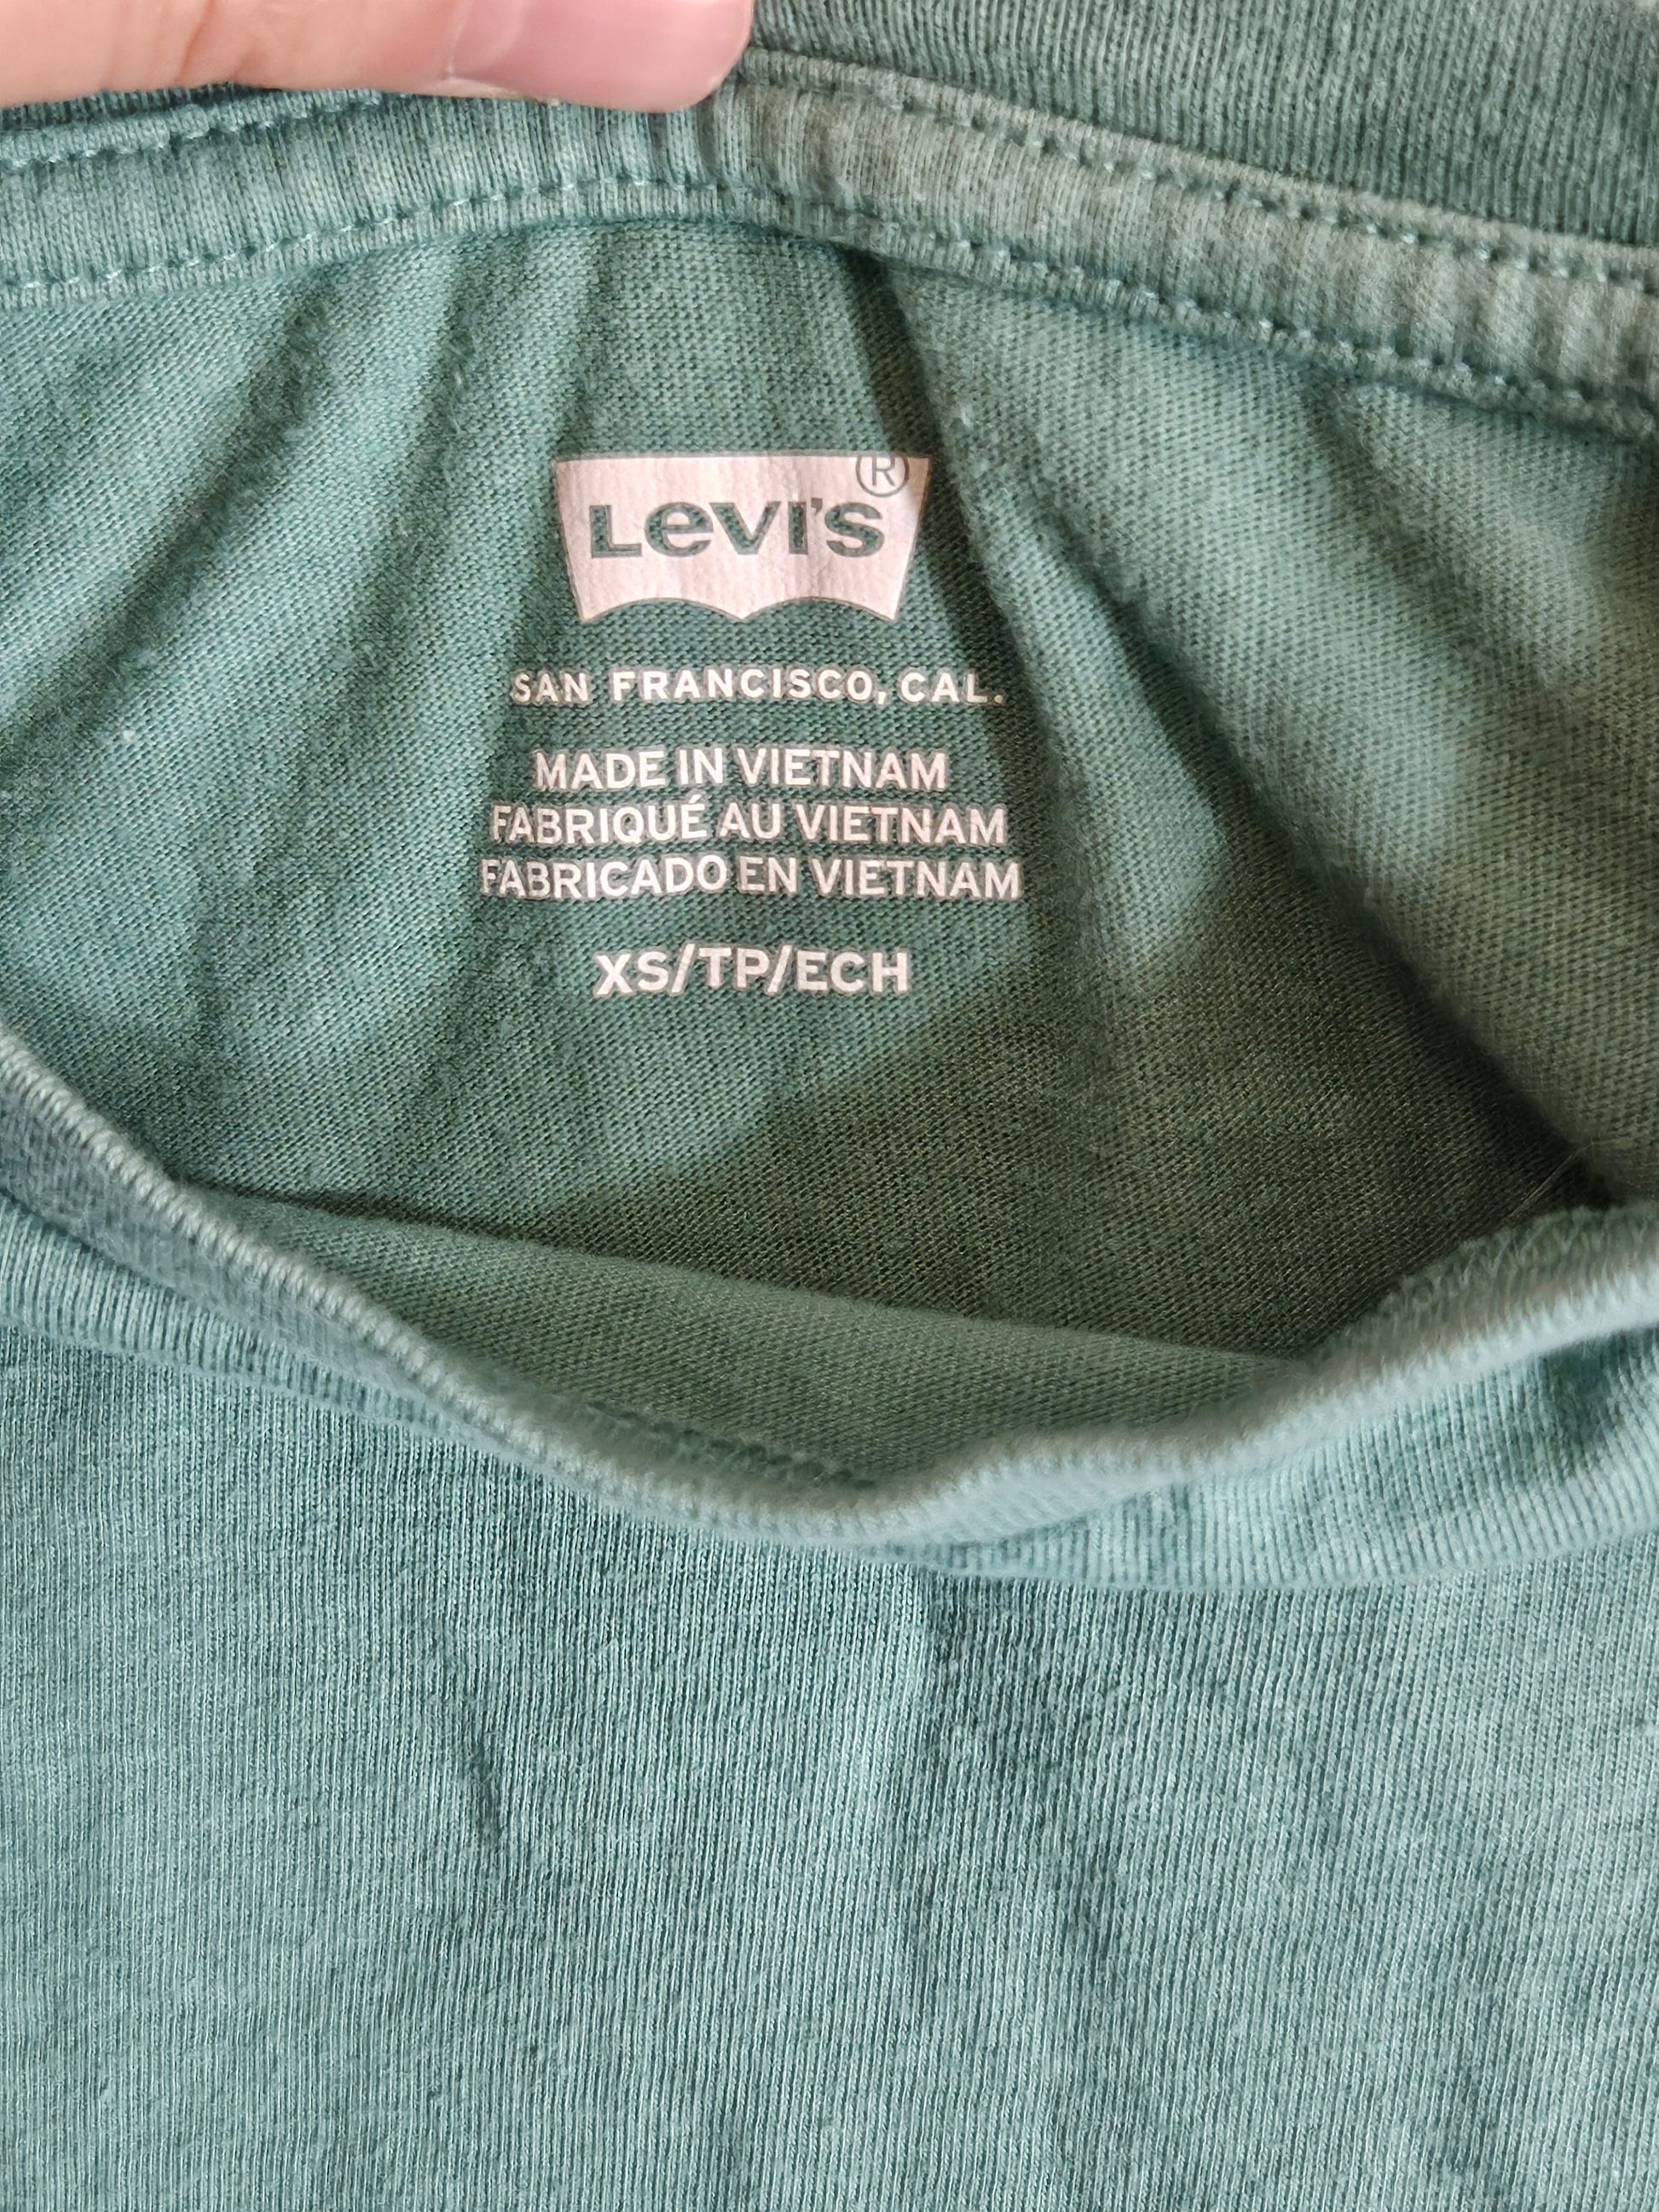 Levi's®
SAN FRANCISCO, CAL.
MADE IN VIETNAM
FABRIQUÉ AU VIETNAM
FABRICADO EN VIETNAM
XS/TP/ECH